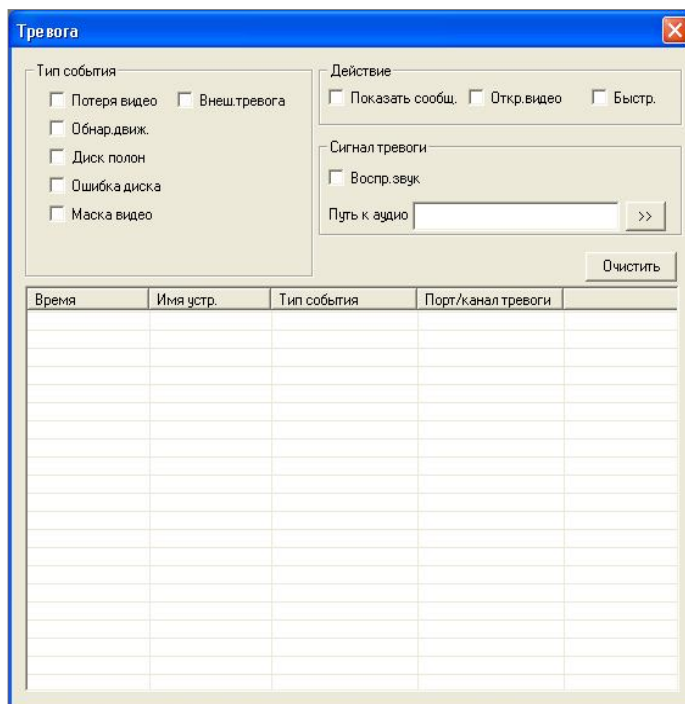 Тревога
Тип события
Потеря видео Внеш.тревога
Обнар.движ.
Диск полон
Ошибка диска
Маска видео
Действие
Показать сообщ. Откр.видео Быстр.
Сигнал тревоги
Воспр.звук
Путь к аудио >>
Очистить
Время Имя устр. Тип события Порт/канал тревоги